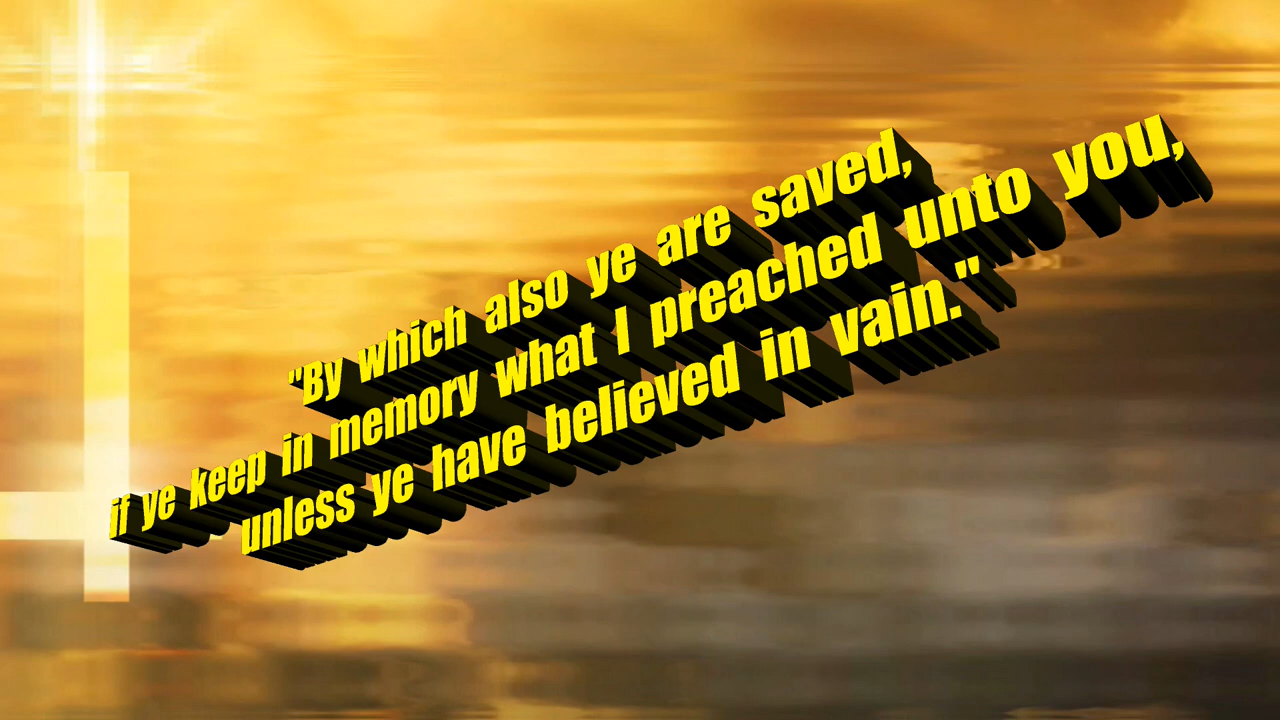 "By which also ye are saved,
if ye keep in memory what I preached unto you,
unless ye have believed in vain."